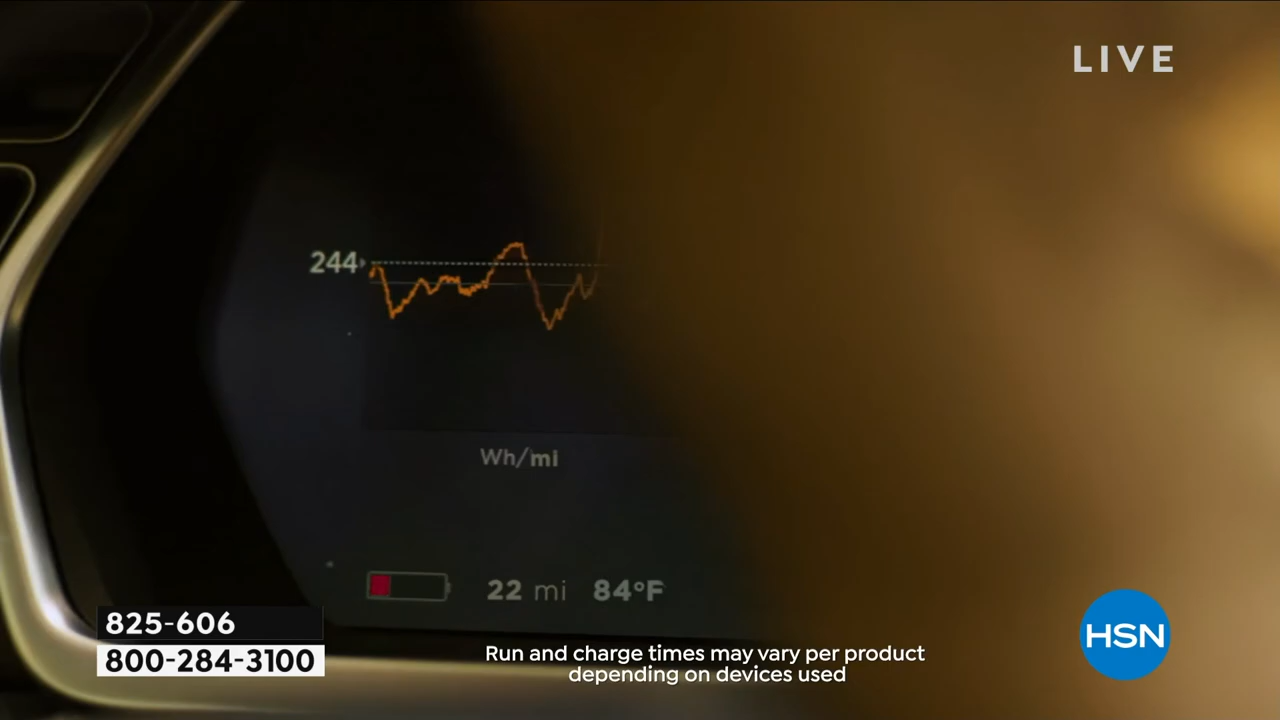 LIVE
244
Wh/mi
22 mi 84°F
825-606
800-284-3100
Run and charge times may vary per product
depending on devices used
HSN